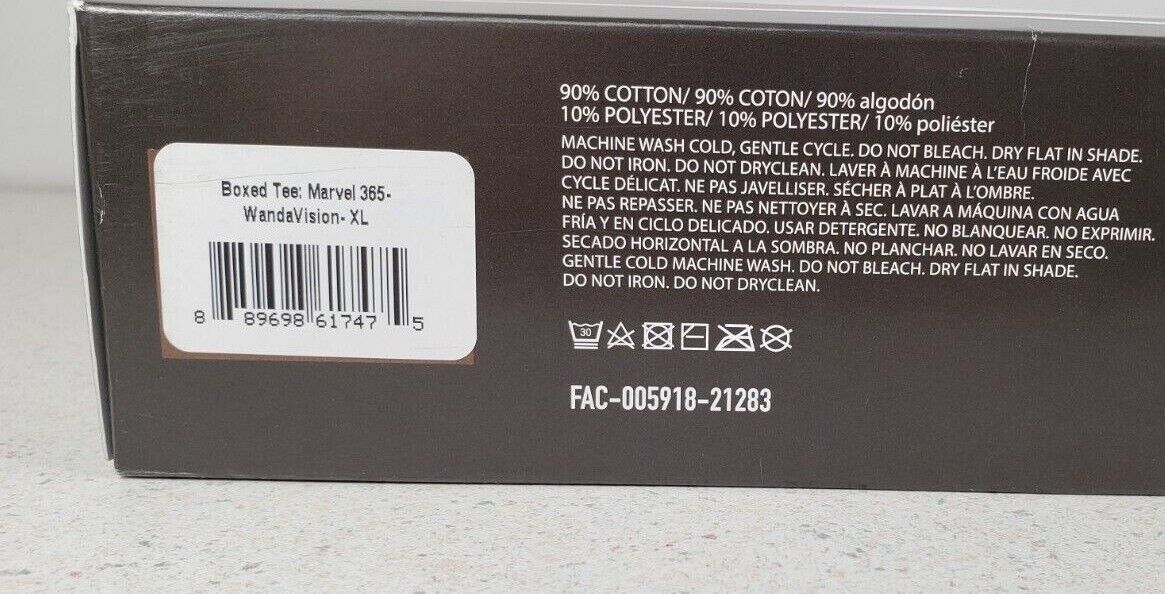 Boxed Tee: Marvel 365-
WandaVision- XL
8 89698 61747 5
90% COTTON/ 90% COTON/ 90% algodón
10% POLYESTER/ 10% POLYESTER/ 10% poliéster
MACHINE WASH COLD, GENTLE CYCLE. DO NOT BLEACH. DRY FLAT IN SHADE.
DO NOT IRON. DO NOT DRYCLEAN. LAVER À MACHINE À L'EAU FROIDE AVEC
CYCLE DÉLICAT. NE PAS JAVELLISER. SÉCHER À PLAT À L'OMBRE.
NE PAS REPASSER. NE PAS NETTOYER À SEC. LAVAR A MÁQUINA CON AGUA
FRÍA Y EN CICLO DELICADO. USAR DETERGENTE. NO BLANQUEAR. NO EXPRIMIR.
SECADO HORIZONTAL A LA SOMBRA. NO PLANCHAR. NO LAVAR EN SECO.
GENTLE COLD MACHINE WASH. DO NOT BLEACH. DRY FLAT IN SHADE.
DO NOT IRON. DO NOT DRYCLEAN.
30
FAC-005918-21283